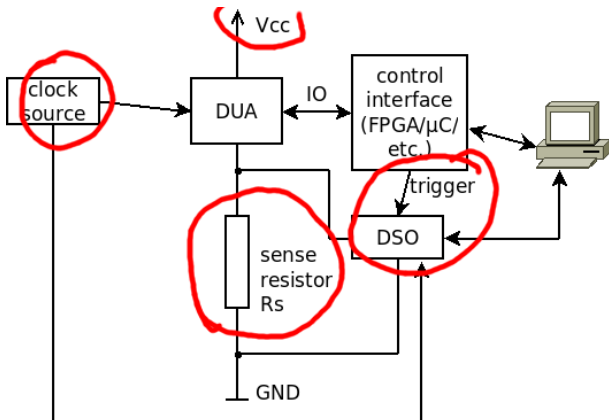 Vcc
clock
source
DUA
IO
control
interface
(FPGA/µC/
etc.)
trigger
DSO
sense
resistor
Rs
GND